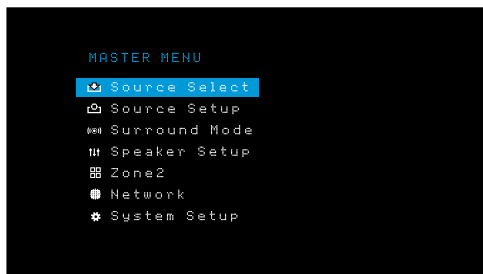 MASTER MENU
Source Select
Source Setup
Surround Mode
Speaker Setup
Zone2
Network
System Setup